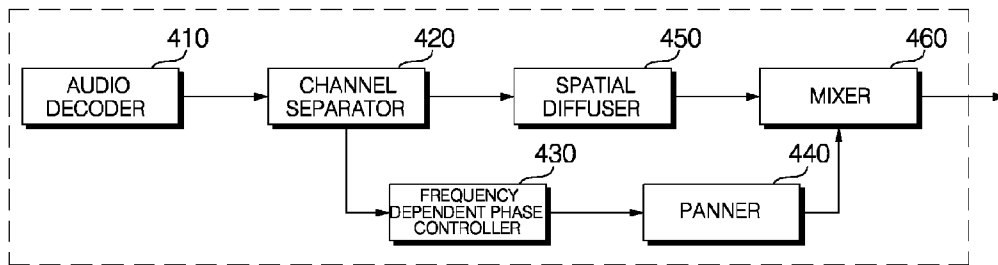 410
420
450
460
AUDIO
DECODER
CHANNEL
SEPARATOR
SPATIAL
DIFFUSER
MIXER
430
440
FREQUENCY
DEPENDENT PHASE
CONTROLLER
PANNER